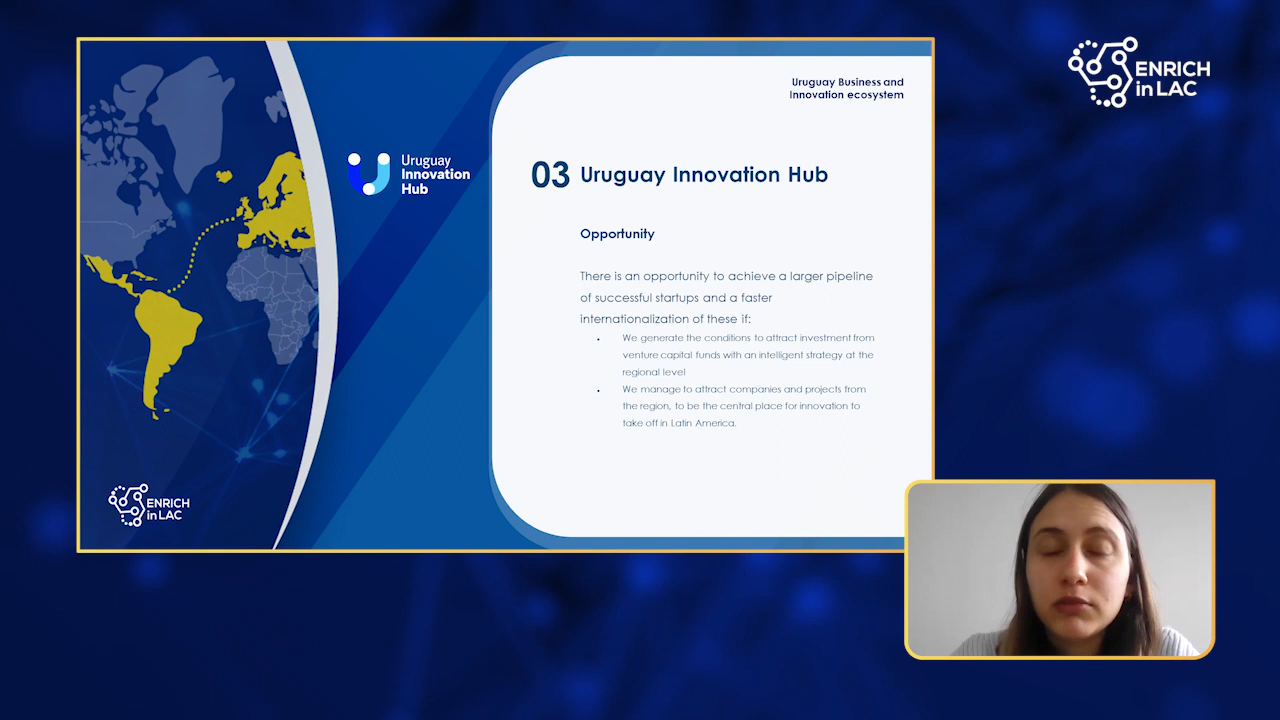 ENRICH
in LAC
Uruguay Business and
Innovation ecosystem
Uruguay
Innovation
Hub
03 Uruguay Innovation Hub
Opportunity
There is an opportunity to achieve a larger pipeline
of successful startups and a faster
internationalization of these if:
• We generate the conditions to attract investment from
venture capital funds with an intelligent strategy at the
regional level
• We manage to attract companies and projects from
the region, to be the central place for innovation to
take off in Latin America.
ENRICH
in LAC